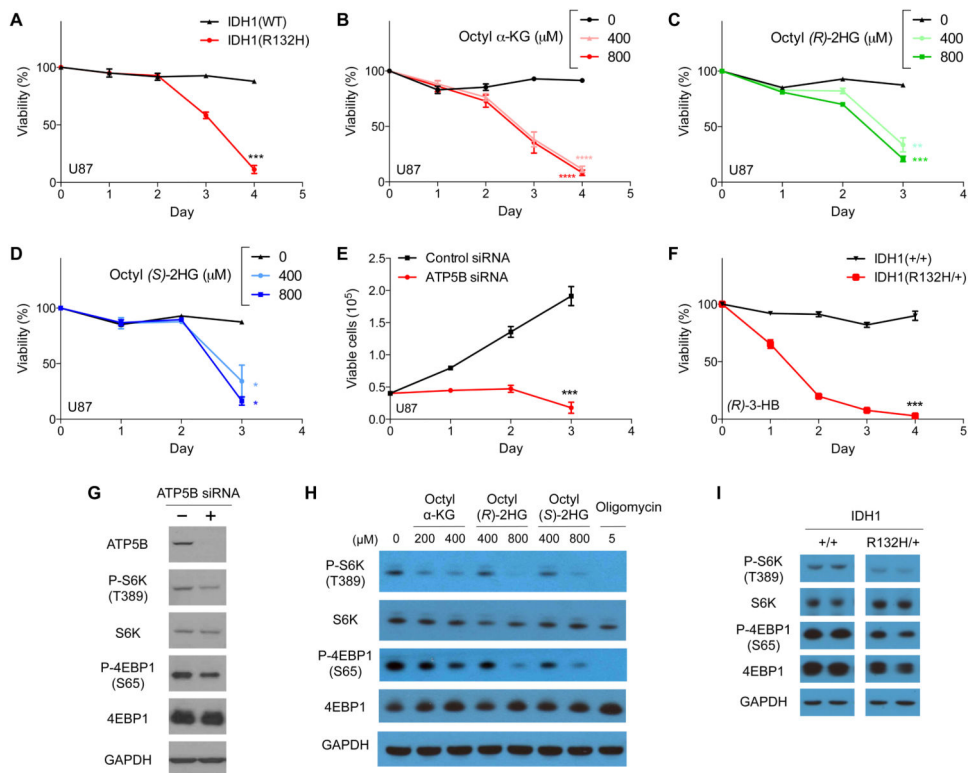 A
IDH1(WT)
IDH1(R132H)
Viability (%)
100
50
0 1 2 3 4 5
***
U87
Day
B
Octyl α-KG (μM)
0
400
800
Viability (%)
100
50
0 1 2 3 4 5
****
****
U87
Day
C
Octyl (R)-2HG (μM)
0
400
800
Viability (%)
100
50
0 1 2 3 4
**
***
U87
Day
D
Octyl (S)-2HG (μM)
0
400
800
Viability (%)
100
50
0
0 1 2 3 4
*
*
U87
Day
E
Control siRNA
ATP5B siRNA
Viable cells (10⁵)
2.5
2.0
1.5
1.0
0.5
0.0
0 1 2 3 4
***
U87
Day
F
IDH1(+/+)
IDH1(R132H/+)
Viability (%)
100
50
0
0 1 2 3 4 5
***
(R)-3-HB
Day
G
ATP5B siRNA
− +
ATP5B
P-S6K
(T389)
S6K
P-4EBP1
(S65)
4EBP1
GAPDH
H
Octyl α-KG
Octyl (R)-2HG
Octyl (S)-2HG
Oligomycin
(μM) 0 200 400 400 800 400 800 5
P-S6K
(T389)
S6K
P-4EBP1
(S65)
4EBP1
GAPDH
I
IDH1
+/+ R132H/+
P-S6K
(T389)
S6K
P-4EBP1
(S65)
4EBP1
GAPDH